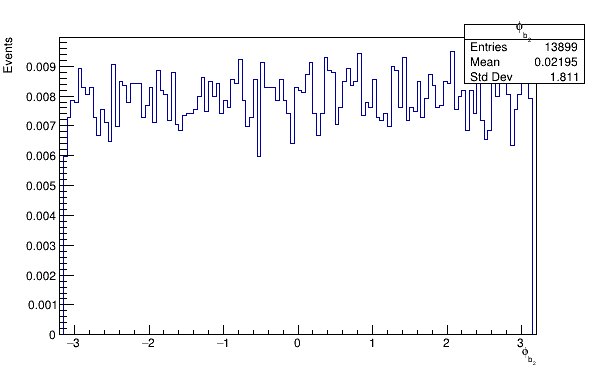 ϕ_b₂
Entries 13899
Mean 0.02195
Std Dev 1.811
Events
0.009
0.008
0.007
0.006
0.005
0.004
0.003
0.002
0.001
0
−3 −2 −1 0 1 2 3
ϕ_b₂